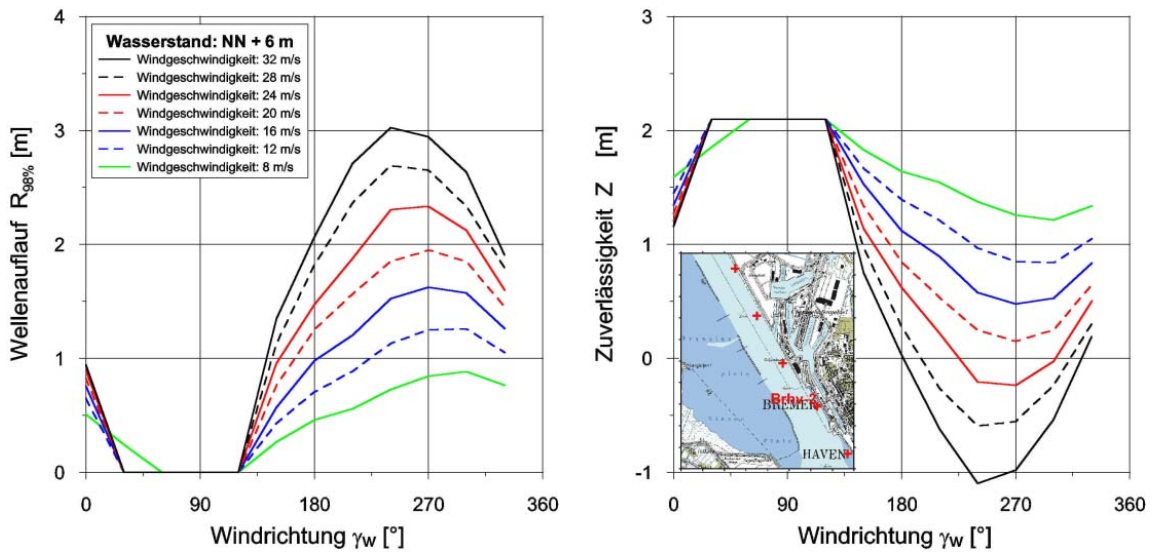 4
3
2
1
0
Wellenauflauf R98% [m]
Wasserstand: NN + 6 m
Windgeschwindigkeit: 32 m/s
Windgeschwindigkeit: 28 m/s
Windgeschwindigkeit: 24 m/s
Windgeschwindigkeit: 20 m/s
Windgeschwindigkeit: 16 m/s
Windgeschwindigkeit: 12 m/s
Windgeschwindigkeit: 8 m/s
0 90 180 270 360
Windrichtung γw [°]
3
2
1
0
-1
Zuverlässigkeit Z [m]
Brhv-2
BREMER
HAVEN
0 90 180 270 360
Windrichtung γw [°]